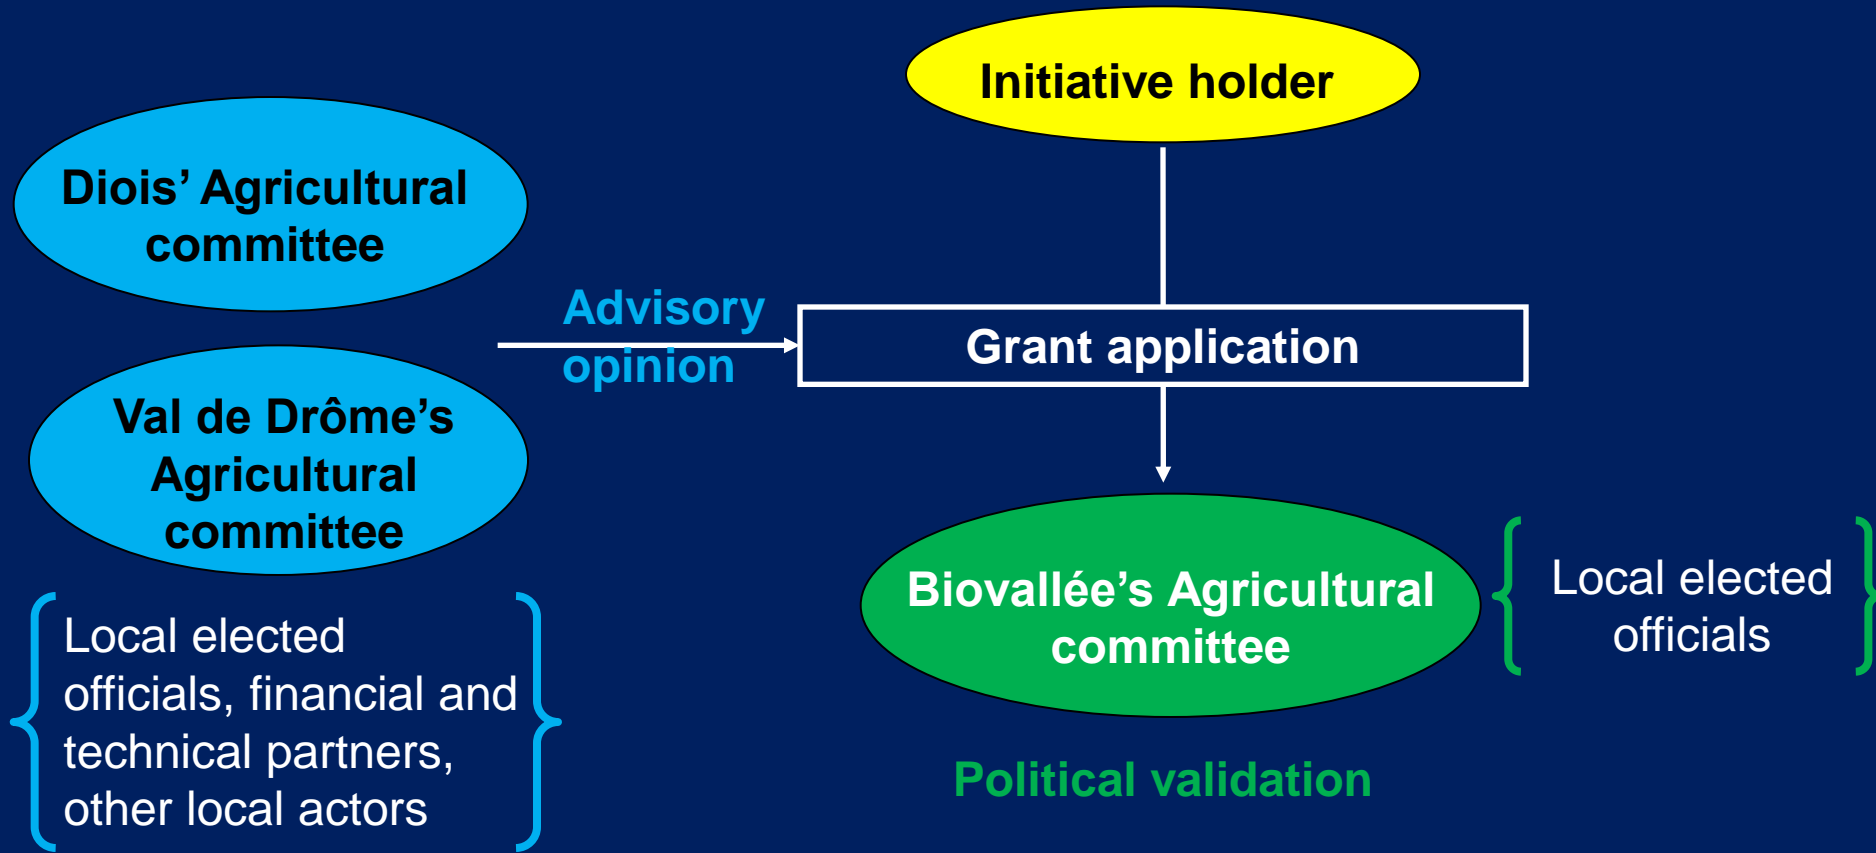 Initiative holder
Diois’ Agricultural
committee
Advisory
opinion
Grant application
Val de Drôme’s
Agricultural
committee
Biovallée’s Agricultural
committee
Local elected
officials
Local elected
officials, financial and
technical partners,
other local actors
Political validation